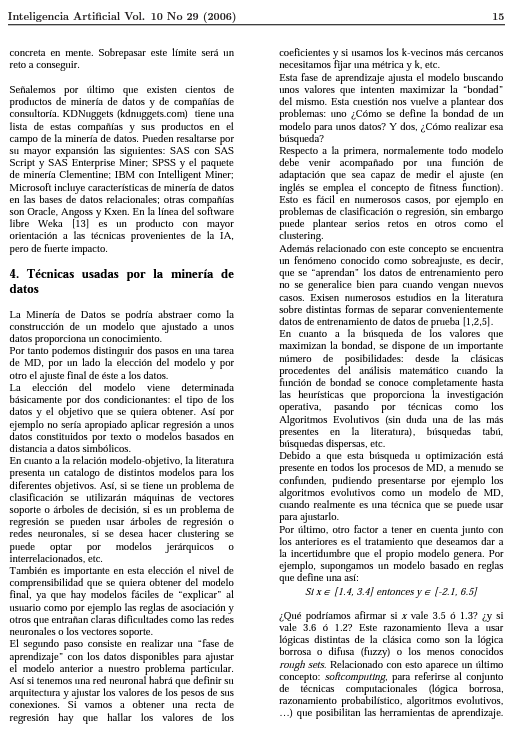 Inteligencia Artificial Vol. 10 No 29 (2006) 15
concreta en mente. Sobrepasar este límite será un
reto a conseguir.
Señalemos por último que existen cientos de
productos de minería de datos y de compañías de
consultoría. KDNuggets (kdnuggets.com) tiene una
lista de estas compañías y sus productos en el
campo de la minería de datos. Pueden resaltarse por
su mayor expansión las siguientes: SAS con SAS
Script y SAS Enterprise Miner; SPSS y el paquete
de minería Clementine; IBM con Intelligent Miner;
Microsoft incluye características de minería de datos
en las bases de datos relacionales; otras compañías
son Oracle, Angoss y Kxen. En la línea del software
libre Weka [13] es un producto con mayor
orientación a las técnicas provenientes de la IA,
pero de fuerte impacto.
4. Técnicas usadas por la minería de
datos
La Minería de Datos se podría abstraer como la
construcción de un modelo que ajustado a unos
datos proporciona un conocimiento.
Por tanto podemos distinguir dos pasos en una tarea
de MD, por un lado la elección del modelo y por
otro el ajuste final de éste a los datos.
La elección del modelo viene determinada
básicamente por dos condicionantes: el tipo de los
datos y el objetivo que se quiera obtener. Así por
ejemplo no sería apropiado aplicar regresión a unos
datos constituidos por texto o modelos basados en
distancia a datos simbólicos.
En cuanto a la relación modelo-objetivo, la literatura
presenta un catalogo de distintos modelos para los
diferentes objetivos. Así, si se tiene un problema de
clasificación se utilizarán máquinas de vectores
soporte o árboles de decisión, si es un problema de
regresión se pueden usar árboles de regresión o
redes neuronales, si se desea hacer clustering se
puede optar por modelos jerárquicos o
interrelacionados, etc.
También es importante en esta elección el nivel de
comprensibilidad que se quiera obtener del modelo
final, ya que hay modelos fáciles de “explicar” al
usuario como por ejemplo las reglas de asociación y
otros que entrañan claras dificultades como las redes
neuronales o los vectores soporte.
El segundo paso consiste en realizar una “fase de
aprendizaje” con los datos disponibles para ajustar
el modelo anterior a nuestro problema particular.
Así si tenemos una red neuronal habrá que definir su
arquitectura y ajustar los valores de los pesos de sus
conexiones. Si vamos a obtener una recta de
regresión hay que hallar los valores de los
coeficientes y si usamos los k-vecinos más cercanos
necesitamos fijar una métrica y k, etc.
Esta fase de aprendizaje ajusta el modelo buscando
unos valores que intenten maximizar la “bondad”
del mismo. Esta cuestión nos vuelve a plantear dos
problemas: uno ¿Cómo se define la bondad de un
modelo para unos datos? Y dos, ¿Cómo realizar esa
búsqueda?
Respecto a la primera, normalmente todo modelo
debe venir acompañado por una función de
adaptación que sea capaz de medir el ajuste (en
inglés se emplea el concepto de fitness function).
Esto es fácil en numerosos casos, por ejemplo en
problemas de clasificación o regresión, sin embargo
puede plantear serios retos en otros como el
clustering.
Además relacionado con este concepto se encuentra
un fenómeno conocido como sobreajuste, es decir,
que se “aprendan” los datos de entrenamiento pero
no se generalice bien para cuando vengan nuevos
casos. Exisen numerosos estudios en la literatura
sobre distintas formas de separar convenientemente
datos de entrenamiento de datos de prueba [1,2,5].
En cuanto a la búsqueda de los valores que
maximizan la bondad, se dispone de un importante
número de posibilidades: desde la clásicas
procedentes del análisis matemático cuando la
función de bondad se conoce completamente hasta
las heurísticas que proporciona la investigación
operativa, pasando por técnicas como los
Algoritmos Evolutivos (sin duda una de las más
presentes en la literatura), búsquedas tabú,
búsquedas dispersas, etc.
Debido a que esta búsqueda u optimización está
presente en todos los procesos de MD, a menudo se
confunden, pudiendo presentarse por ejemplo los
algoritmos evolutivos como un modelo de MD,
cuando realmente es una técnica que se puede usar
para ajustarlo.
Por último, otro factor a tener en cuenta junto con
los anteriores es el tratamiento que deseamos dar a
la incertidumbre que el propio modelo genera. Por
ejemplo, supongamos un modelo basado en reglas
que define una así:
Si x ∈ [1.4, 3.4] entonces y ∈ [-2.1, 6.5]
¿Qué podríamos afirmar si x vale 3.5 ó 1.3? ¿y si
vale 3.6 ó 1.2? Este razonamiento lleva a usar
lógicas distintas de la clásica como son la lógica
borrosa o difusa (fuzzy) o los menos conocidos
rough sets. Relacionado con esto aparece un último
concepto: softcomputing, para referirse al conjunto
de técnicas computacionales (lógica borrosa,
razonamiento probabilístico, algoritmos evolutivos,
…) que posibilitan las herramientas de aprendizaje.